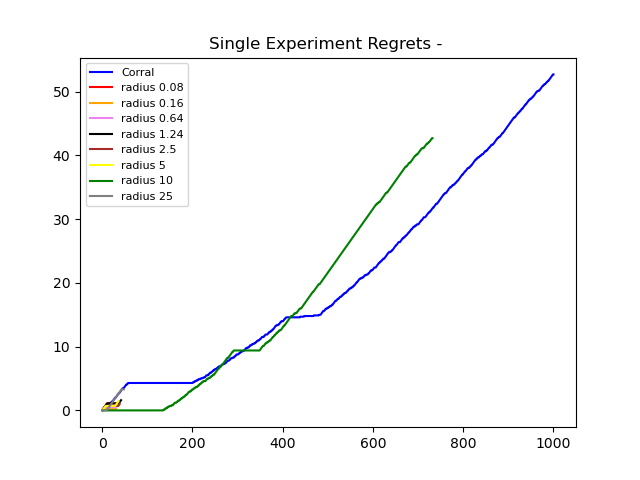 Single Experiment Regrets -
Corral
radius 0.08
radius 0.16
radius 0.64
radius 1.24
radius 2.5
radius 5
radius 10
radius 25
50
40
30
20
10
0
0 200 400 600 800 1000